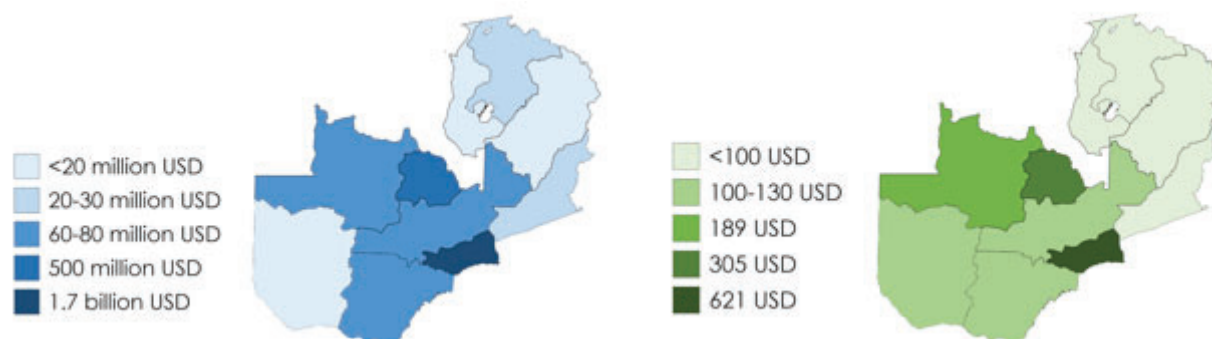 <20 million USD
20-30 million USD
60-80 million USD
500 million USD
1.7 billion USD
<100 USD
100-130 USD
189 USD
305 USD
621 USD